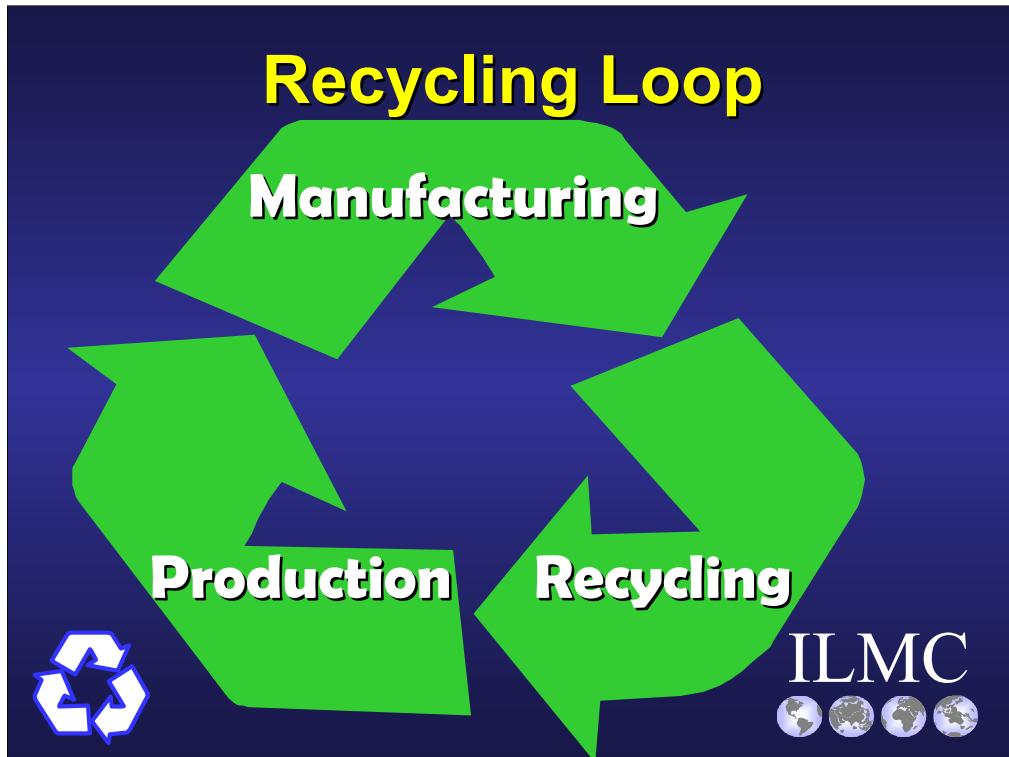 Recycling Loop
Manufacturing
Production
Recycling
ILMC